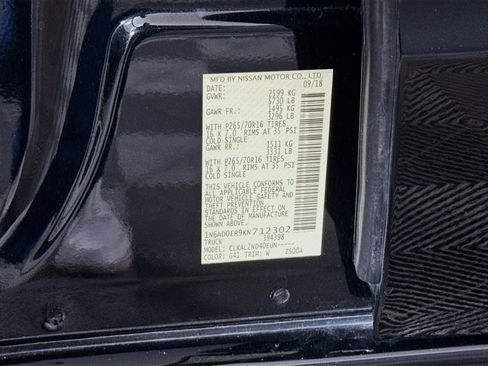 MFD BY NISSAN MOTOR CO., LTD.
DATE: 09/18
GVWR: 2599 KG
5730 LB
GAWR FR.: 1495 KG
3296 LB
WITH P265/70R16 TIRES
16 X 7.0 RIMS AT 35 PSI
COLD SINGLE
GAWR RR.: 1511 KG
3331 LB
WITH P265/70R16 TIRES
16 X 7.0 RIMS AT 35 PSI
COLD SINGLE
THIS VEHICLE CONFORMS TO
ALL APPLICABLE FEDERAL
MOTOR VEHICLE SAFETY AND
THEFT PREVENTION
STANDARDS IN EFFECT ON
THE DATE OF MANUFACTURE
SHOWN ABOVE.
1N6AD0ER9KN712302
TRUCK 394398
MODEL: CLKALZND40EUN-----
COLOR: G41 TRIM: W ZS00A